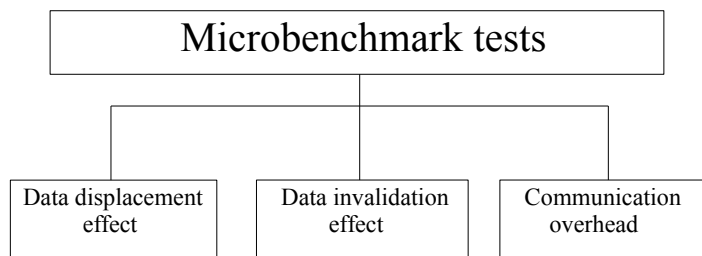 Microbenchmark tests
Data displacement
effect
Data invalidation
effect
Communication
overhead